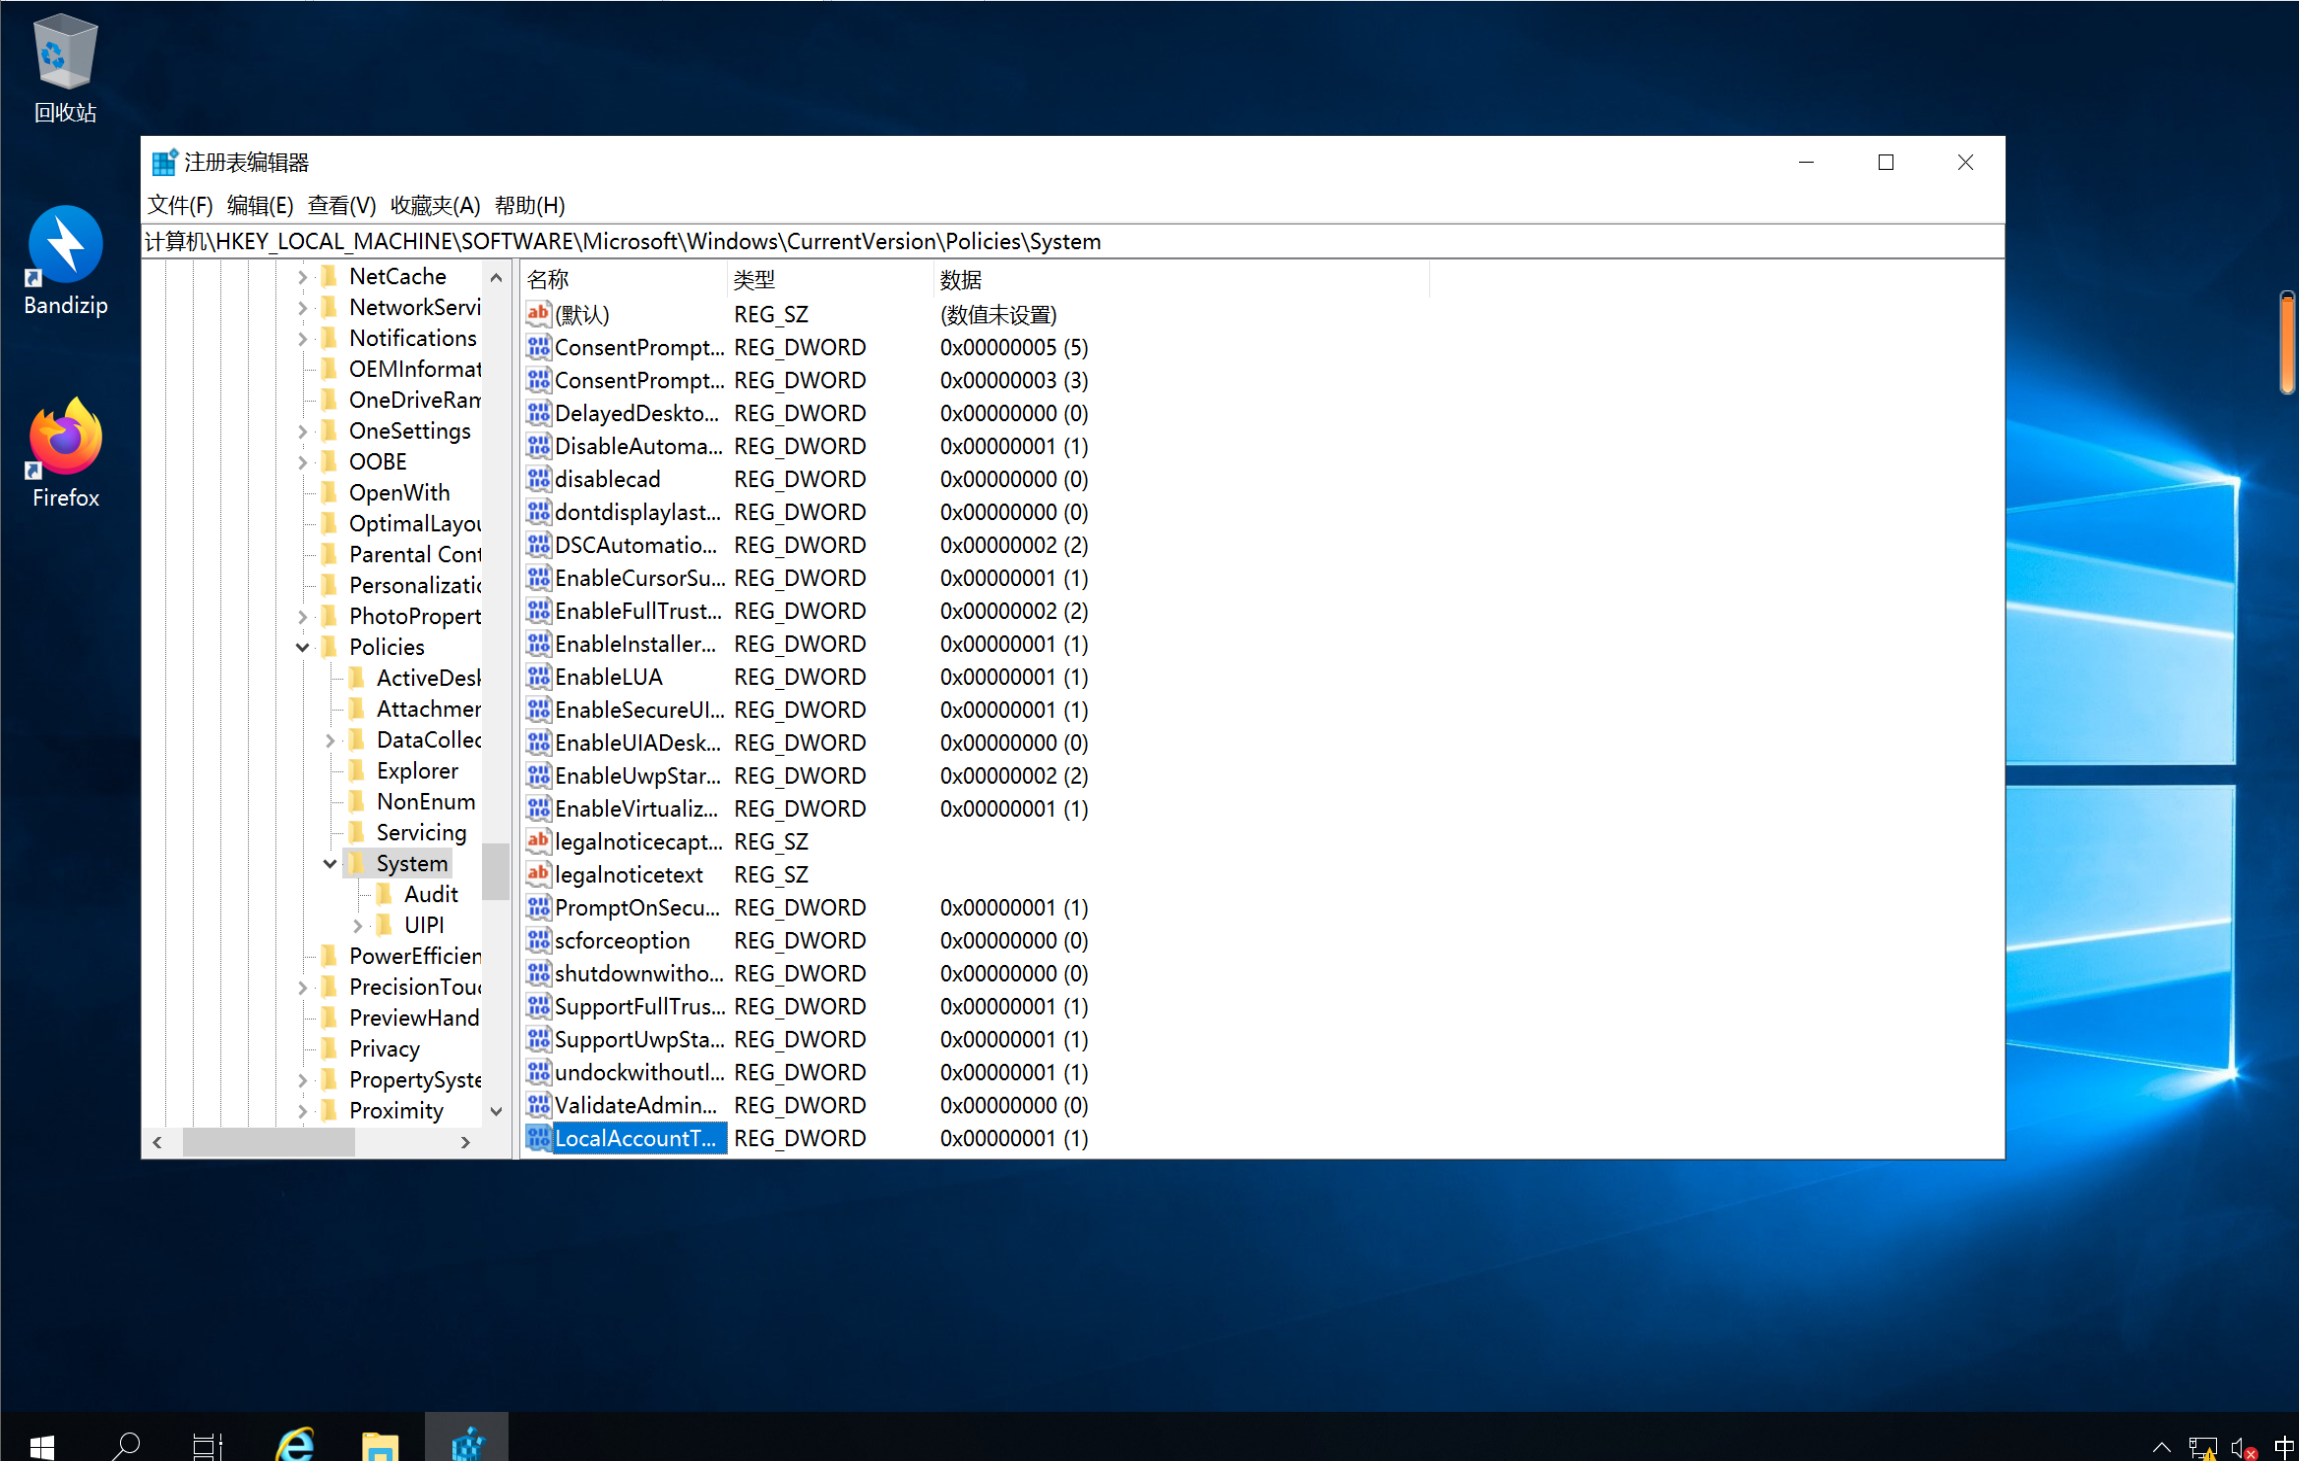 回收站
Bandizip
Firefox
注册表编辑器
文件(F) 编辑(E) 查看(V) 收藏夹(A) 帮助(H)
计算机\HKEY_LOCAL_MACHINE\SOFTWARE\Microsoft\Windows\CurrentVersion\Policies\System
NetCache
NetworkServi
Notifications
OEMInformat
OneDriveRam
OneSettings
OOBE
OpenWith
OptimalLayou
Parental Cont
Personalizatic
PhotoPropert
Policies
ActiveDesk
Attachmer
DataCollec
Explorer
NonEnum
Servicing
System
Audit
UIPI
PowerEfficien
PrecisionTouc
PreviewHand
Privacy
PropertySyste
Proximity
名称 类型 数据
(默认) REG_SZ (数值未设置)
ConsentPrompt... REG_DWORD 0x00000005 (5)
ConsentPrompt... REG_DWORD 0x00000003 (3)
DelayedDeskto... REG_DWORD 0x00000000 (0)
DisableAutoma... REG_DWORD 0x00000001 (1)
disablecad REG_DWORD 0x00000000 (0)
dontdisplaylast... REG_DWORD 0x00000000 (0)
DSCAutomatio... REG_DWORD 0x00000002 (2)
EnableCursorSu... REG_DWORD 0x00000001 (1)
EnableFullTrust... REG_DWORD 0x00000002 (2)
EnableInstaller... REG_DWORD 0x00000001 (1)
EnableLUA REG_DWORD 0x00000001 (1)
EnableSecureUI... REG_DWORD 0x00000001 (1)
EnableUIADesk... REG_DWORD 0x00000000 (0)
EnableUwpStar... REG_DWORD 0x00000002 (2)
EnableVirtualiz... REG_DWORD 0x00000001 (1)
legalnoticecapt... REG_SZ
legalnoticetext REG_SZ
PromptOnSecu... REG_DWORD 0x00000001 (1)
scforceoption REG_DWORD 0x00000000 (0)
shutdownwitho... REG_DWORD 0x00000000 (0)
SupportFullTrus... REG_DWORD 0x00000001 (1)
SupportUwpSta... REG_DWORD 0x00000001 (1)
undockwithoutl... REG_DWORD 0x00000001 (1)
ValidateAdmin... REG_DWORD 0x00000000 (0)
LocalAccountT... REG_DWORD 0x00000001 (1)
中